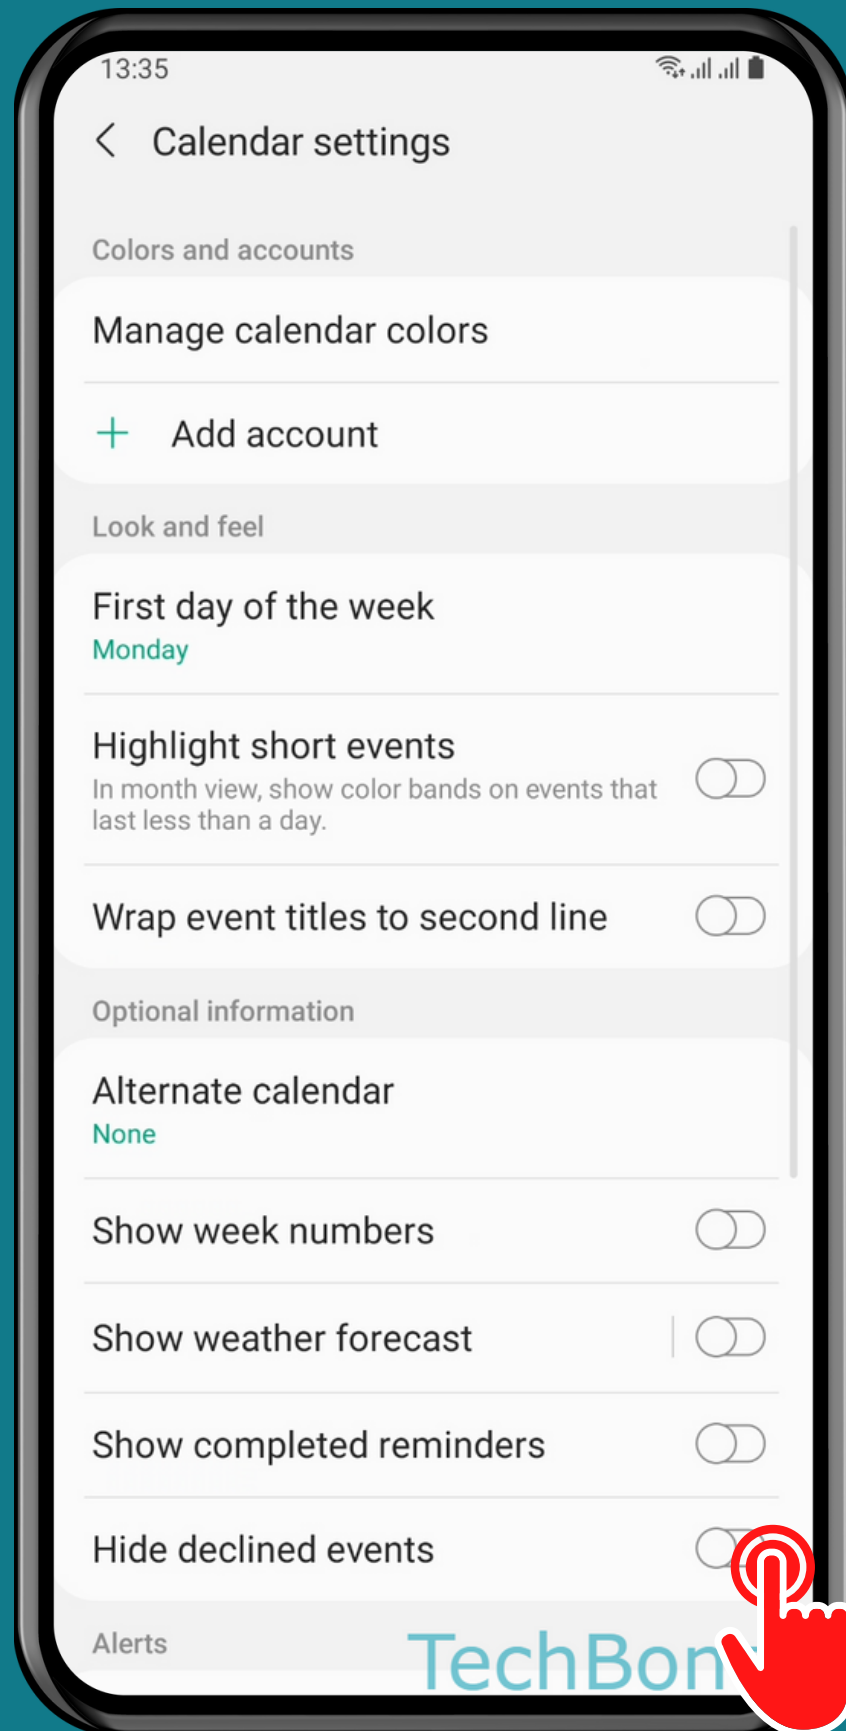 13:35
Calendar settings
Colors and accounts
Manage calendar colors
Add account
Look and feel
First day of the week
Monday
Highlight short events
In month view, show color bands on events that
last less than a day.
Wrap event titles to second line
Optional information
Alternate calendar
None
Show week numbers
Show weather forecast
Show completed reminders
Hide declined events
Alerts